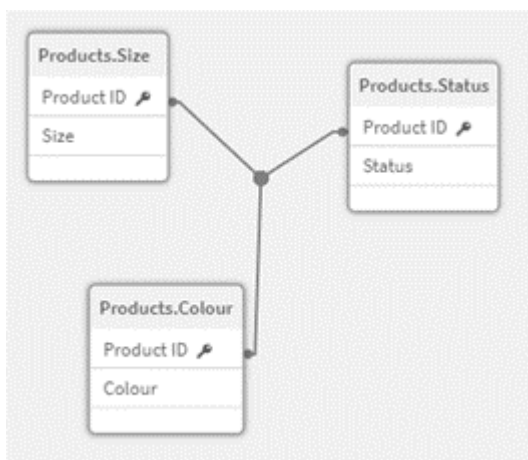 Products.Size
Product ID
Size
Products.Status
Product ID
Status
Products.Colour
Product ID
Colour